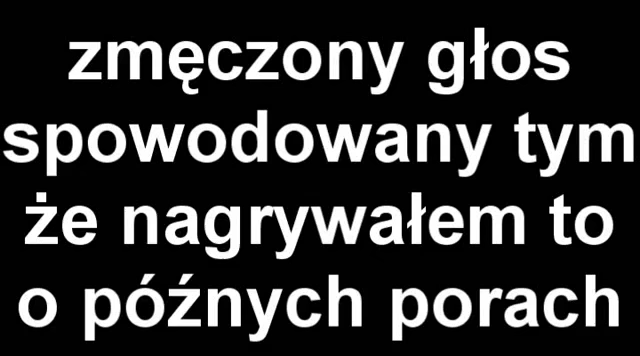 zmęczony głos
spowodowany tym
że nagrywałem to
o późnych porach